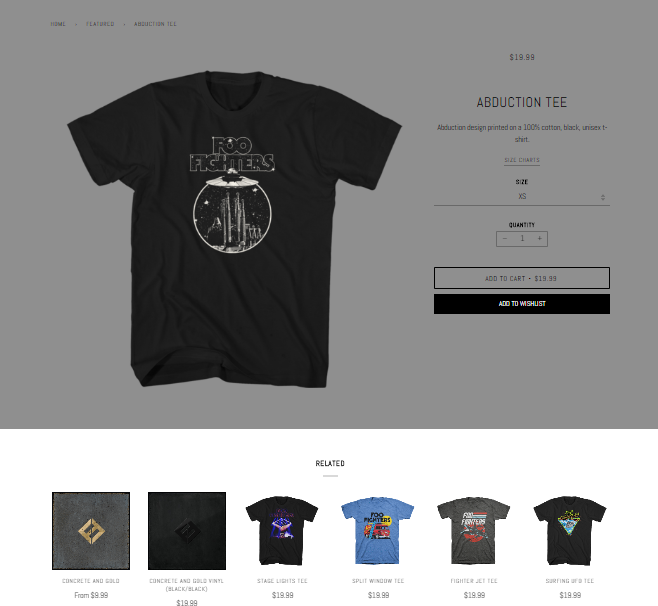 HOME • FEATURED • ABDUCTION TEE
$19.99
ABDUCTION TEE
Abduction design printed on a 100% cotton, black, unisex t-
shirt.
SIZE CHARTS
SIZE
XS
QUANTITY
− 1 +
ADD TO CART • $19.99
ADD TO WISHLIST
FOO
FIGHTERS
RELATED
FOO
FIGHTERS
FOO
FIGHTERS
CONCRETE AND GOLD
From $9.99
CONCRETE AND GOLD VINYL
(BLACK/BLACK)
$19.99
STAGE LIGHTS TEE
$19.99
SPLIT WINDOW TEE
$19.99
FIGHTER JET TEE
$19.99
SURFING UFO TEE
$19.99